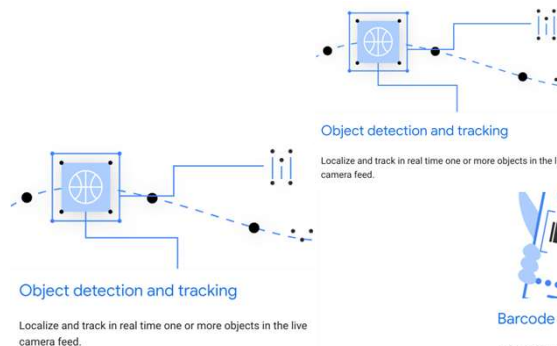 Object detection and tracking
Localize and track in real time one or more objects in the live
camera feed.
Object detection and tracking
Localize and track in real time one or more objects in the
camera feed.
Barcode